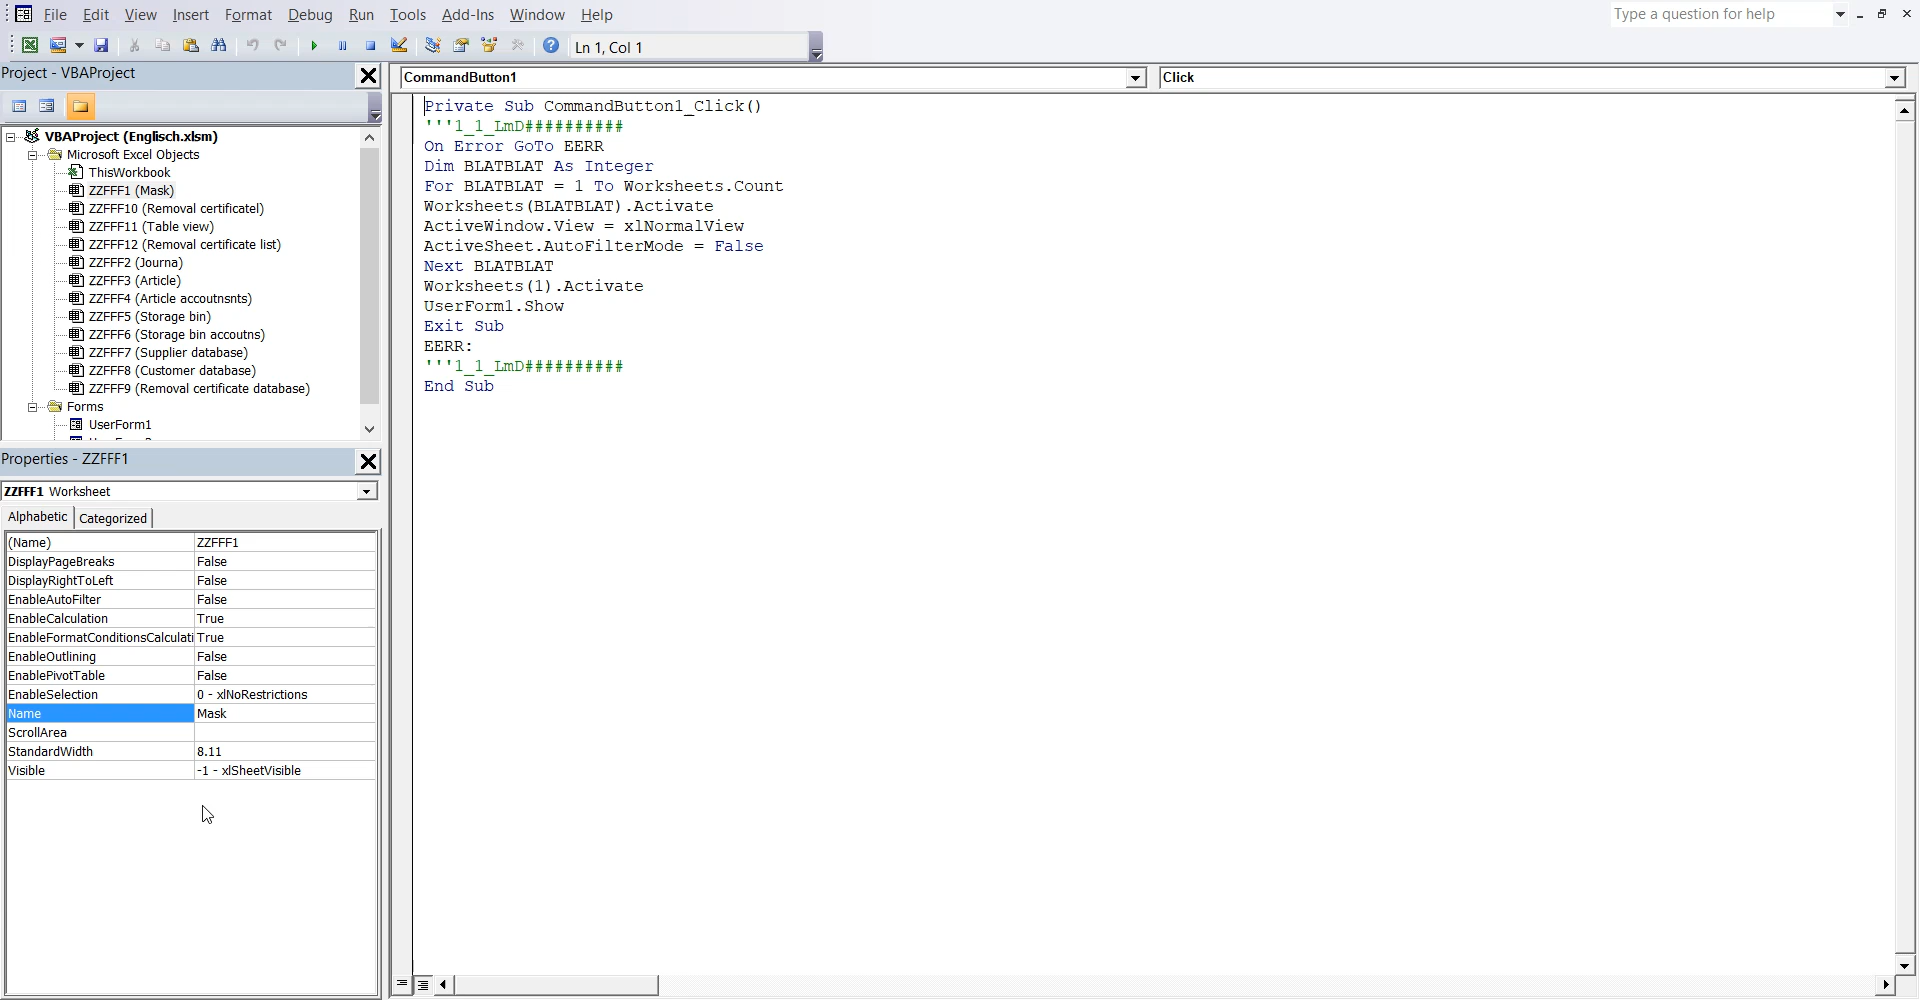 File Edit View Insert Format Debug Run Tools Add-Ins Window Help
Type a question for help
Ln 1, Col 1
Project - VBAProject
VBAProject (Englisch.xlsm)
Microsoft Excel Objects
ThisWorkbook
ZZFFF1 (Mask)
ZZFFF10 (Removal certificatel)
ZZFFF11 (Table view)
ZZFFF12 (Removal certificate list)
ZZFFF2 (Journa)
ZZFFF3 (Article)
ZZFFF4 (Article accoutnsnts)
ZZFFF5 (Storage bin)
ZZFFF6 (Storage bin accoutns)
ZZFFF7 (Supplier database)
ZZFFF8 (Customer database)
ZZFFF9 (Removal certificate database)
Forms
UserForm1
Properties - ZZFFF1
ZZFFF1 Worksheet
Alphabetic Categorized
(Name) ZZFFF1
DisplayPageBreaks False
DisplayRightToLeft False
EnableAutoFilter False
EnableCalculation True
EnableFormatConditionsCalculati True
EnableOutlining False
EnablePivotTable False
EnableSelection 0 - xlNoRestrictions
Name Mask
ScrollArea
StandardWidth 8.11
Visible -1 - xlSheetVisible
CommandButton1 Click
Private Sub CommandButton1_Click()
'''1_1_LmD##########
On Error GoTo EERR
Dim BLATBLAT As Integer
For BLATBLAT = 1 To Worksheets.Count
Worksheets(BLATBLAT).Activate
ActiveWindow.View = xlNormalView
ActiveSheet.AutoFilterMode = False
Next BLATBLAT
Worksheets(1).Activate
UserForm1.Show
Exit Sub
EERR:
'''1_1_LmD##########
End Sub